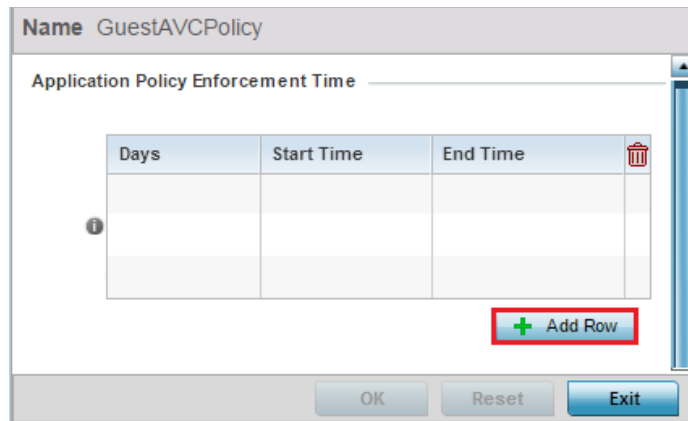 Name GuestAVCPolicy
Application Policy Enforcement Time
Days Start Time End Time
Add Row
OK Reset Exit